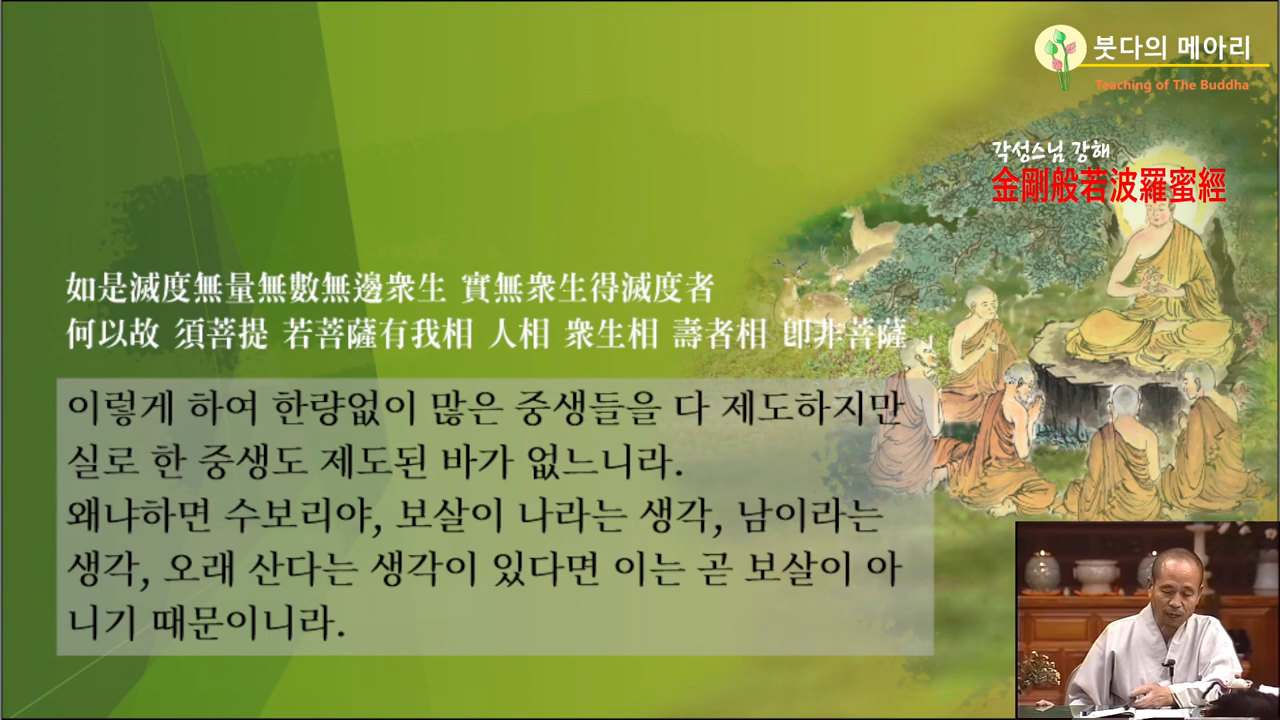 붓다의 메아리
Teaching of The Buddha
각성스님 강해
金剛般若波羅蜜經
如是滅度無量無數無邊衆生 實無衆生得滅度者
何以故 須菩提 若菩薩有我相 人相 衆生相 壽者相 卽非菩薩 」
이렇게 하여 한량없이 많은 중생들을 다 제도하지만
실로 한 중생도 제도된 바가 없느니라.
왜냐하면 수보리야, 보살이 나라는 생각, 남이라는
생각, 오래 산다는 생각이 있다면 이는 곧 보살이 아
니기 때문이니라.